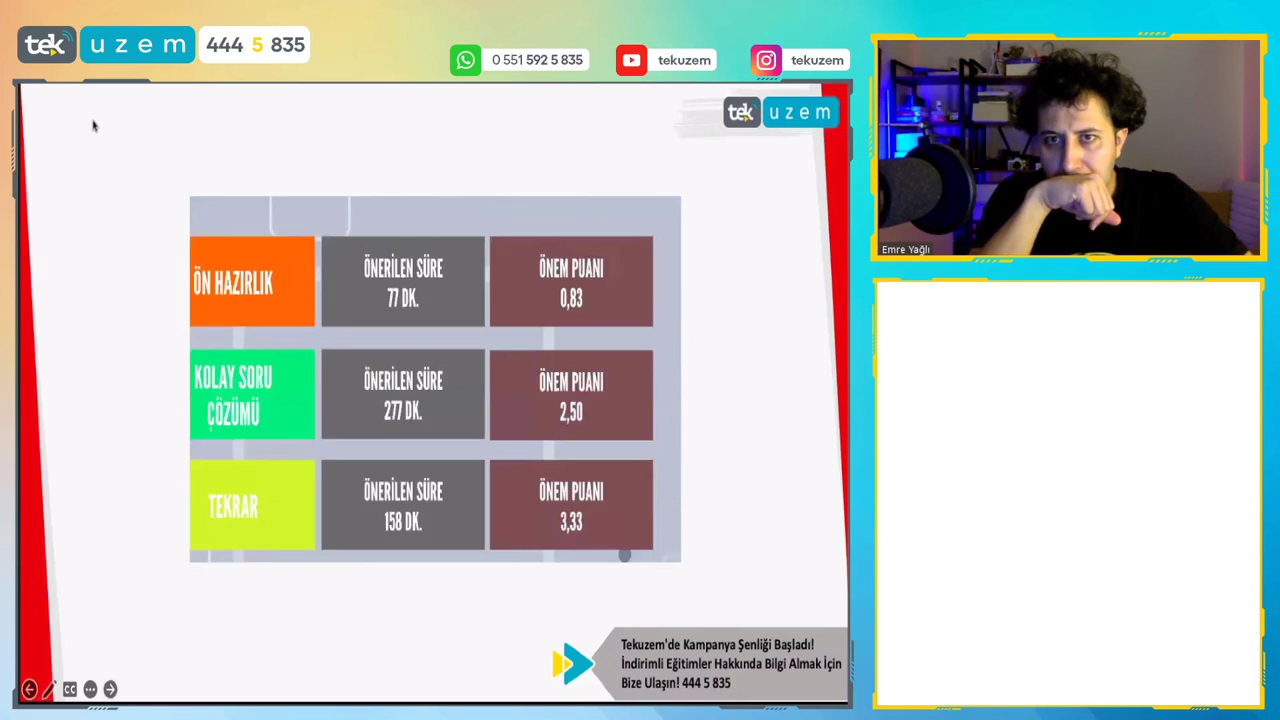 tek uzem 444 5 835
0 551 592 5 835
tekuzem
tekuzem
tek uzem
Emre Yağlı
ÖN HAZIRLIK
ÖNERİLEN SÜRE
77 DK.
ÖNEM PUANI
0,83
KOLAY SORU
ÇÖZÜMÜ
ÖNERİLEN SÜRE
277 DK.
ÖNEM PUANI
2,50
TEKRAR
ÖNERİLEN SÜRE
158 DK.
ÖNEM PUANI
3,33
Tekuzem'de Kampanya Şenliği Başladı!
İndirimli Eğitimler Hakkında Bilgi Almak İçin
Bize Ulaşın! 444 5 835
CC